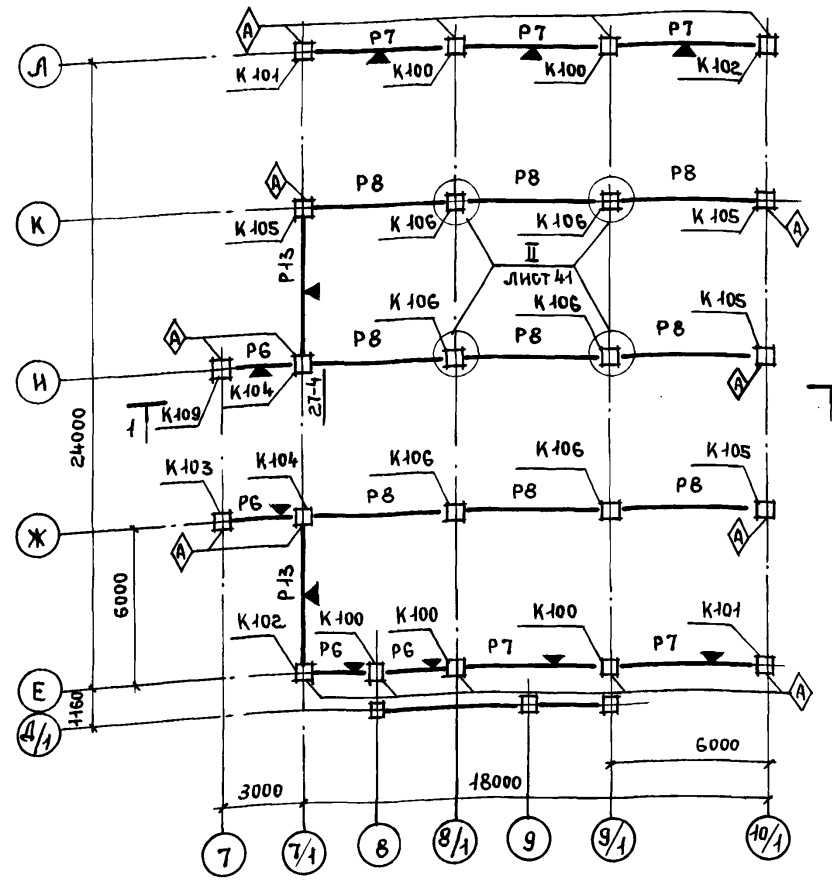 А
Р7 Р7 Р7
Л
К101 К100 К100 К102
А Р8 Р8 Р8
К
К105 К106 К106 К105
А
Р13
II
лист 41
К106 К106 К105
А Р6 Р8 Р8 Р8
И
К104 27-4 А
1 К109
24000
К103 К104 К106 К106 К105
Р6 Р8 Р8 Р8
Ж
А А
6000
Р13
К102 К100 К100 К100 К101
Р6 Р6 Р7 Р7
Е
А
1160
Д/1
6000
3000 18000
7 7/1 8 8/1 9 9/1 10/1